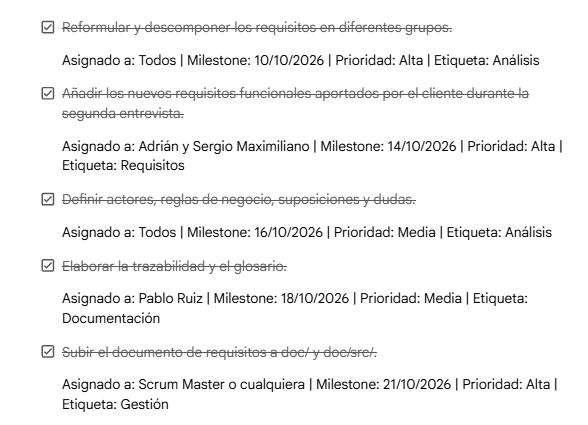 Reformular y descomponer los requisitos en diferentes grupos.
Asignado a: Todos | Milestone: 10/10/2026 | Prioridad: Alta | Etiqueta: Análisis
Añadir los nuevos requisitos funcionales aportados por el cliente durante la
segunda entrevista.
Asignado a: Adrián y Sergio Maximiliano | Milestone: 14/10/2026 | Prioridad: Alta |
Etiqueta: Requisitos
Definir actores, reglas de negocio, suposiciones y dudas.
Asignado a: Todos | Milestone: 16/10/2026 | Prioridad: Media | Etiqueta: Análisis
Elaborar la trazabilidad y el glosario.
Asignado a: Pablo Ruiz | Milestone: 18/10/2026 | Prioridad: Media | Etiqueta:
Documentación
Subir el documento de requisitos a doc/ y doc/src/.
Asignado a: Scrum Master o cualquiera | Milestone: 21/10/2026 | Prioridad: Alta |
Etiqueta: Gestión